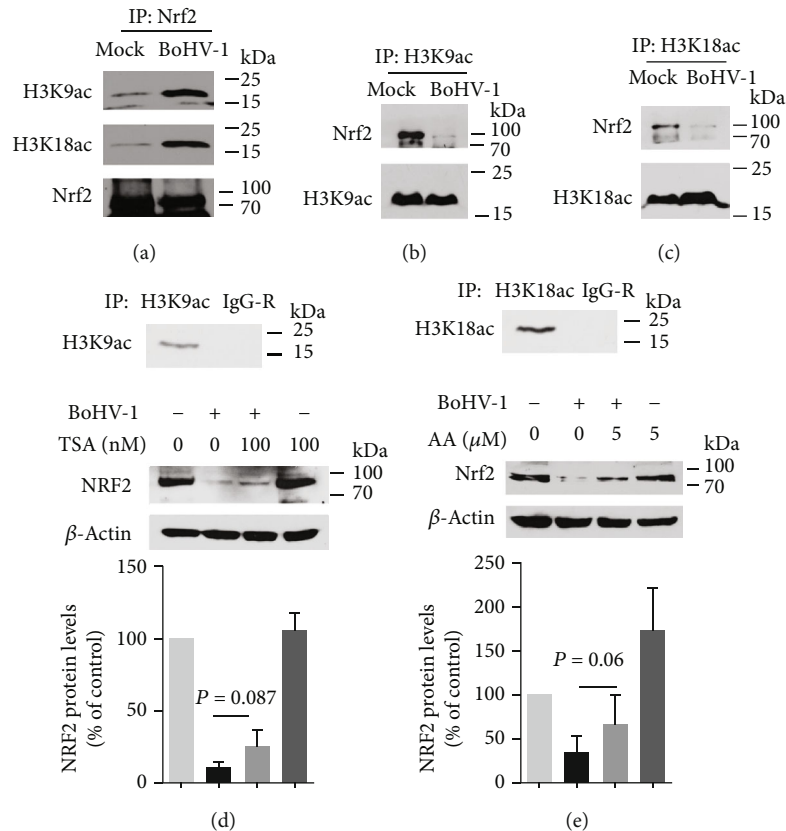 IP: Nrf2
Mock BoHV-1
kDa
H3K9ac
25
15
H3K18ac
25
15
Nrf2
100
70
(a)
IP: H3K9ac
Mock BoHV-1
kDa
Nrf2
100
70
H3K9ac
25
15
(b)
IP: H3K18ac
Mock BoHV-1
kDa
Nrf2
100
70
H3K18ac
25
15
(c)
IP: H3K9ac IgG-R
kDa
H3K9ac
25
15
BoHV-1 – + + –
TSA (nM) 0 0 100 100
kDa
NRF2
100
70
β-Actin
NRF2 protein levels
(% of control)
150
100
50
0
P = 0.087
(d)
IP: H3K18ac IgG-R
kDa
H3K18ac
25
15
BoHV-1 – + + –
AA (μM) 0 0 5 5
kDa
Nrf2
100
70
β-Actin
NRF2 protein levels
(% of control)
250
200
150
100
50
0
P = 0.06
(e)